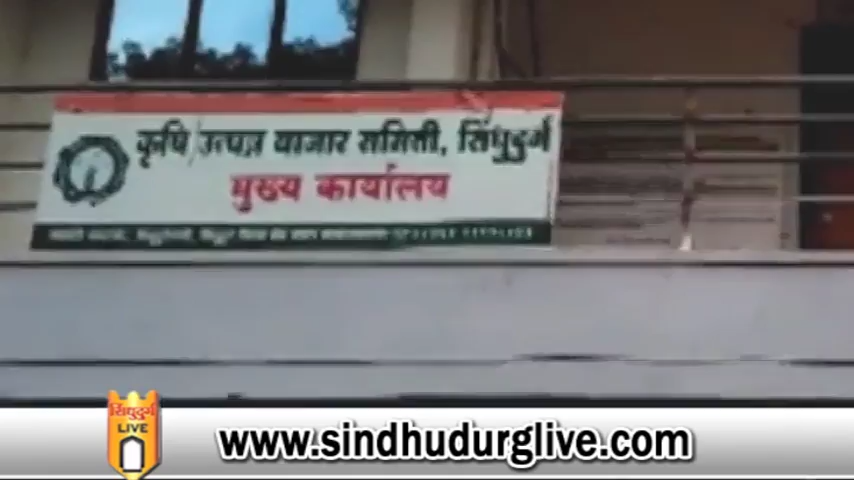 कृषि उत्पन्न बाजार समिती, सिंधुदुर्ग
मुख्य कार्यालय
सिंधुदुर्ग
LIVE
www.sindhudurglive.com